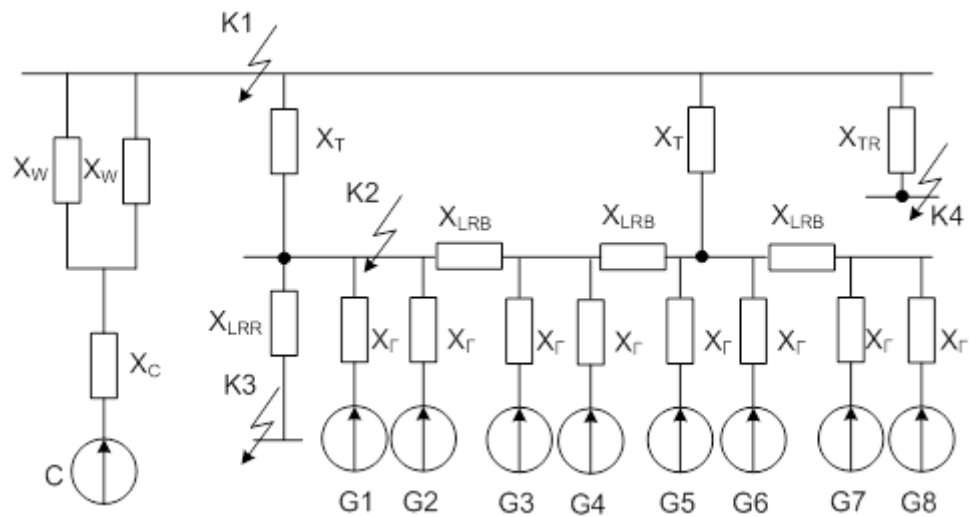 K1
X_T
X_T
X_TR
X_W
X_W
K2
K4
X_LRB
X_LRB
X_LRB
X_LRR
X_Г
X_Г
X_Г
X_Г
X_Г
X_Г
X_Г
X_Г
X_C
K3
C
G1 G2 G3 G4 G5 G6 G7 G8